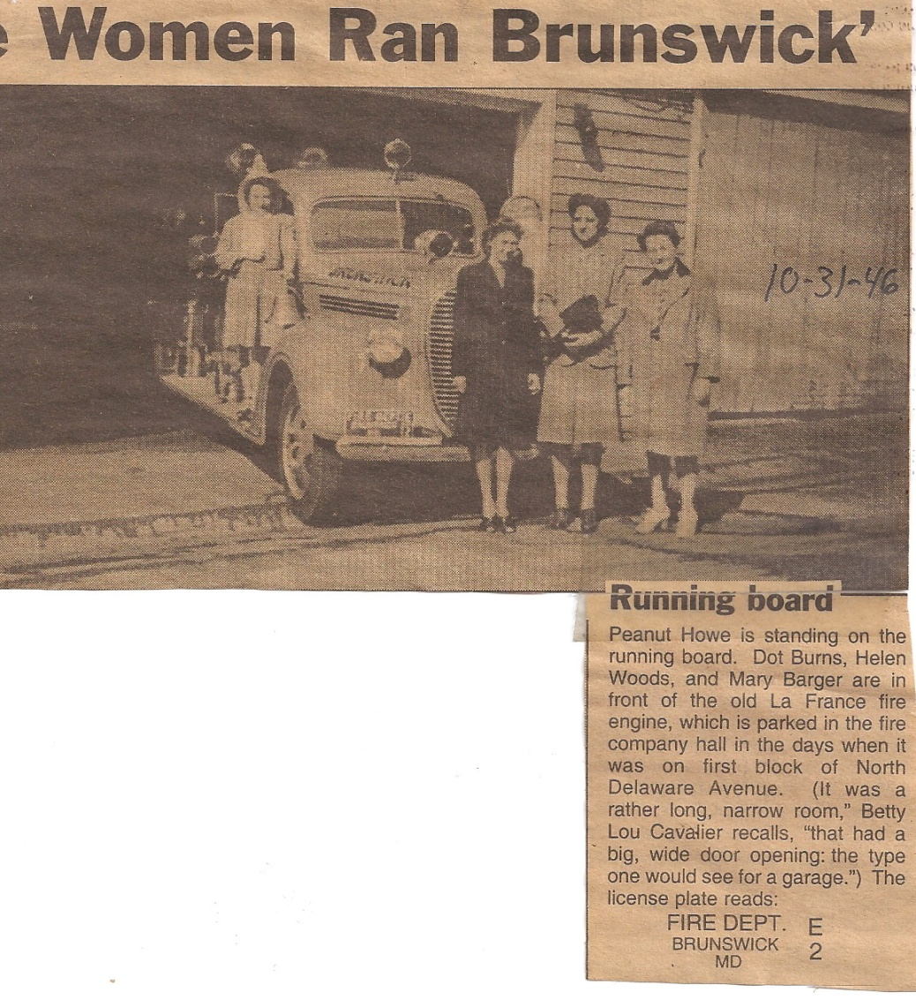 e Women Ran Brunswick’
BRUNSWICK
10-31-46
Running board
Peanut Howe is standing on the
running board. Dot Burns, Helen
Woods, and Mary Barger are in
front of the old La France fire
engine, which is parked in the fire
company hall in the days when it
was on first block of North
Delaware Avenue. (It was a
rather long, narrow room,” Betty
Lou Cavalier recalls, “that had a
big, wide door opening: the type
one would see for a garage.”) The
license plate reads:
FIRE DEPT. E
BRUNSWICK 2
MD